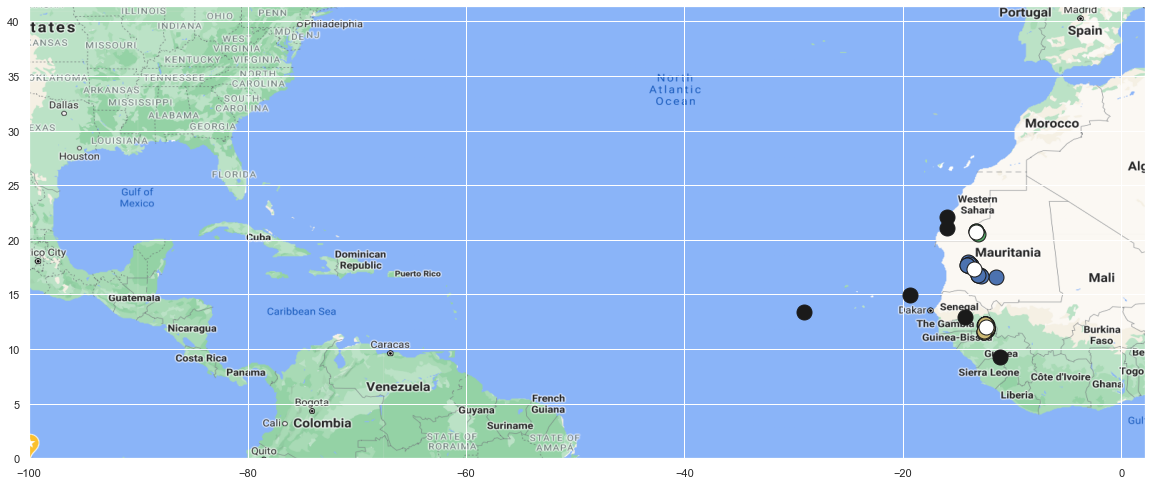 ILLINOIS
OHIO
PENN
Philadelphia
Portugal
Madrid
40
tates
INDIANA
MD
DE
NJ
Spain
KANSAS
MISSOURI
WEST
VIRGINIA
KENTUCKY
VIRGINIA
35
OKLAHOMA
TENNESSEE
NORTH
CAROLINA
North
Atlantic
Ocean
ARKANSAS
Dallas
MISSISSIPPI
SOUTH
CAROLINA
ALABAMA
GEORGIA
Morocco
30
EXAS
LOUISIANA
Houston
Alg
25
FLORIDA
Gulf of
Mexico
Western
Sahara
20
ico City
Cuba
Dominican
Republic
Puerto Rico
Mauritania
Mali
15
Guatemala
Caribbean Sea
Dakar
Senegal
The Gambia
Nicaragua
Guinea-Bissau
Burkina
Faso
10
Costa Rica
Caracas
Guinea
Be
Panama
Venezuela
Sierra Leone
Côte d'Ivoire
Togo
Ghana
5
Bogota
Guyana
French
Guiana
Liberia
Cali
Colombia
Suriname
Gulf
STATE OF
RORAIMA
STATE OF
AMAPA
Quito
0
−100
−80
−60
−40
−20
0